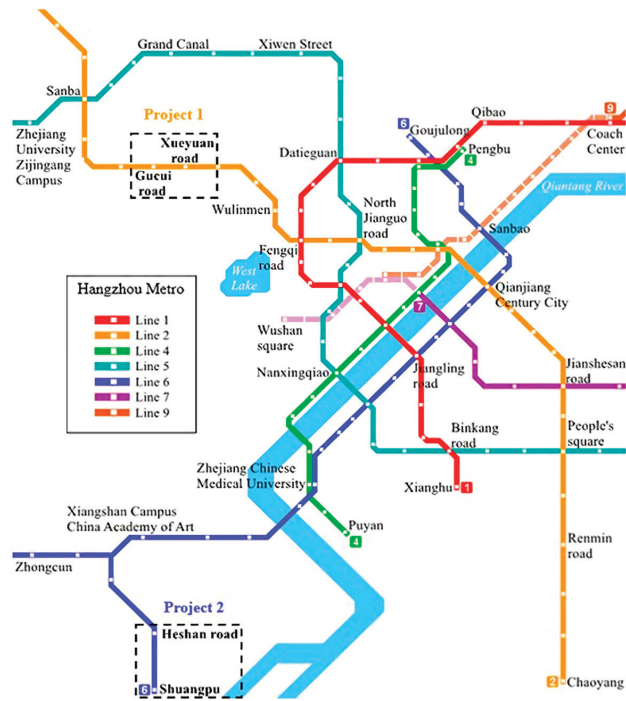 Grand Canal
Xiwen Street
Sanba
Zhejiang
University
Zijingang
Campus
Project 1
Xueyuan
road
Gucui
road
Wulinmen
Datieguan
6
Goujulong
Qibao
9
Coach
Center
Pengbu
4
Qiantang River
North
Jianguo
road
Sanbao
Fengqi
road
West
Lake
Qianjiang
Century City
7
Wushan
square
Hangzhou Metro
Line 1
Line 2
Line 4
Line 5
Line 6
Line 7
Line 9
Nanxingqiao
Jiangling
road
Jianshesan
road
Binkang
road
People's
square
Zhejiang Chinese
Medical University
Xianghu
1
Xiangshan Campus
China Academy of Art
Puyan
4
Zhongcun
Renmin
road
Project 2
Heshan road
6
Shuangpu
2
Chaoyang